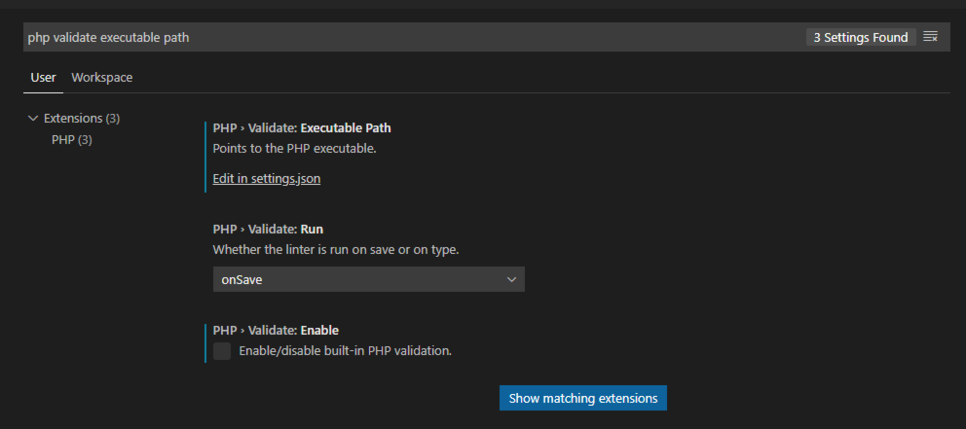 php validate executable path
3 Settings Found
User
Workspace
Extensions (3)
PHP (3)
PHP › Validate: Executable Path
Points to the PHP executable.
Edit in settings.json
PHP › Validate: Run
Whether the linter is run on save or on type.
onSave
PHP › Validate: Enable
Enable/disable built-in PHP validation.
Show matching extensions